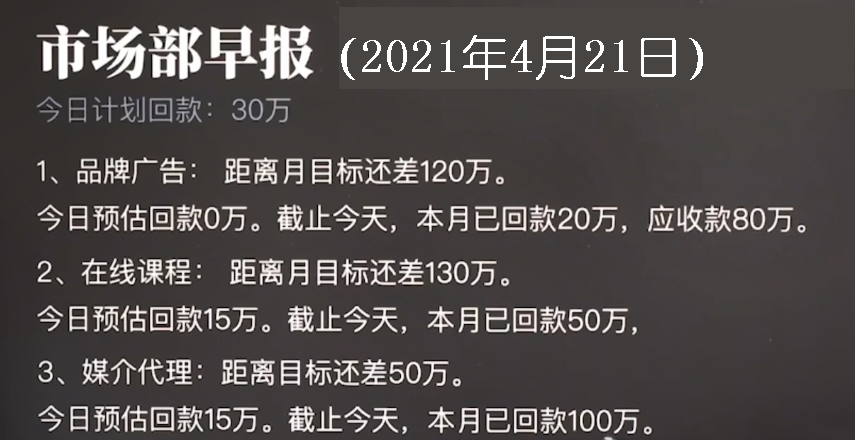 市场部早报（2021年4月21日）
今日计划回款：30万
1、品牌广告： 距离月目标还差120万。
今日预估回款0万。截止今天，本月已回款20万，应收款80万。
2、在线课程： 距离月目标还差130万。
今日预估回款15万。截止今天，本月已回款50万，
3、媒介代理：距离目标还差50万。
今日预估回款15万。截止今天，本月已回款100万。